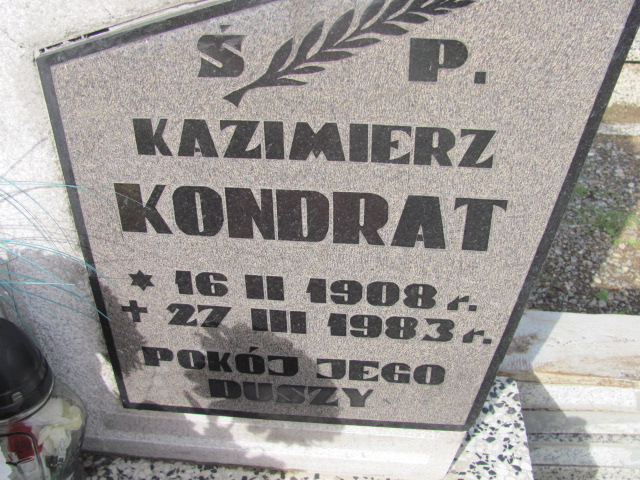 Ś P.
KAZIMIERZ
KONDRAT
* 16 II 1908 r.
+ 27 III 1983 r.
POKÓJ JEGO
DUSZY